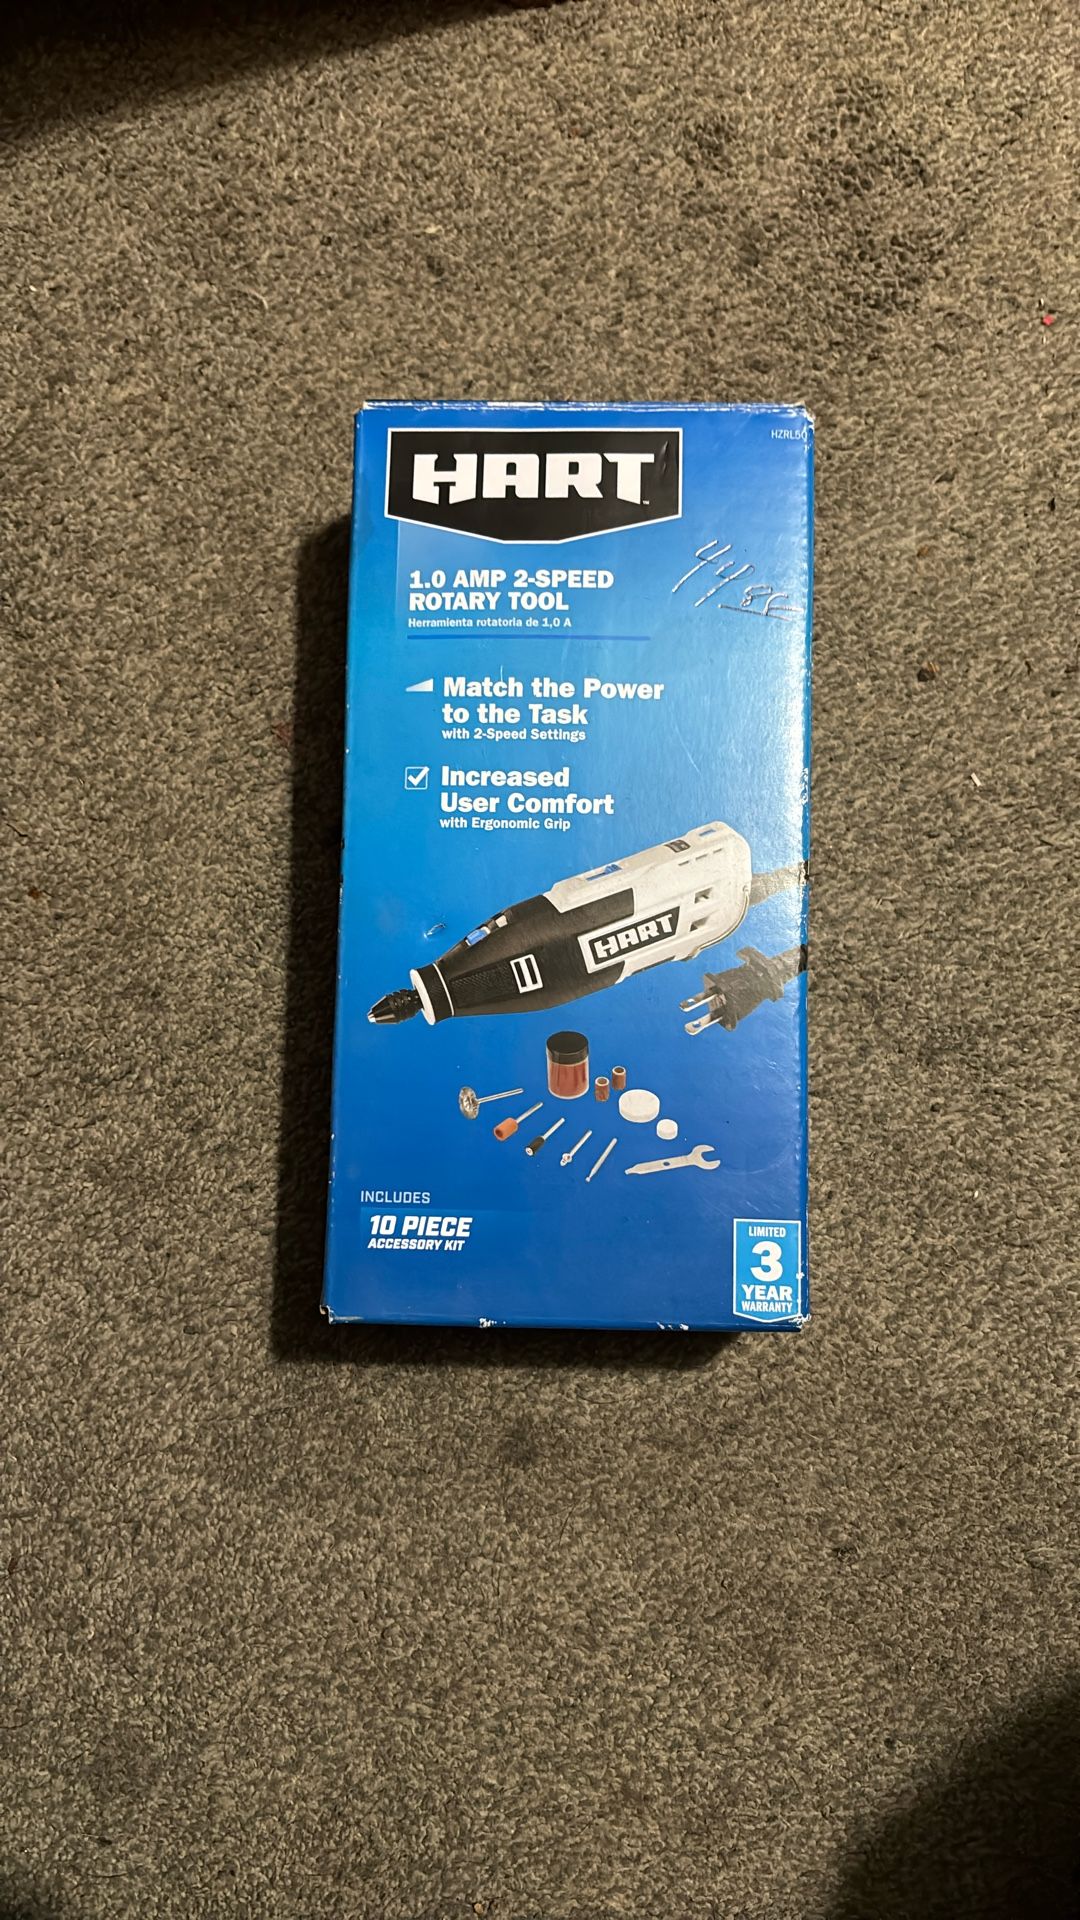 HZRL50
HART™
1.0 AMP 2-SPEED
ROTARY TOOL
Herramienta rotatoria de 1,0 A
Match the Power
to the Task
with 2-Speed Settings
Increased
User Comfort
with Ergonomic Grip
HART
INCLUDES
10 PIECE
ACCESSORY KIT
LIMITED
3
YEAR
WARRANTY